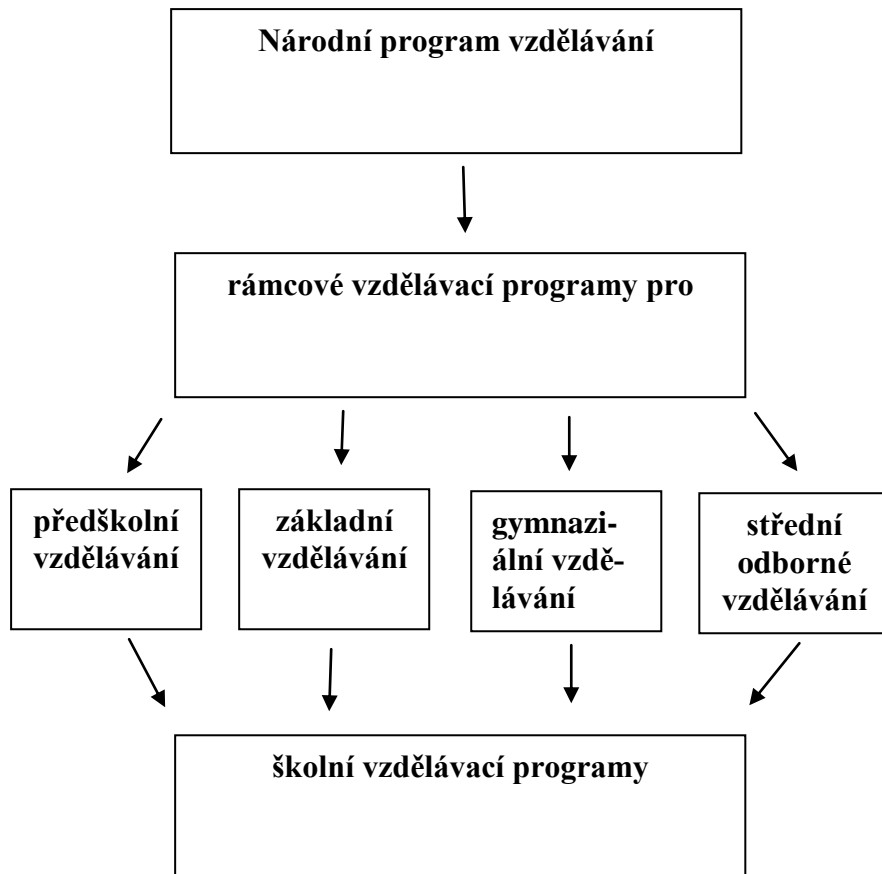 Národní program vzdělávání
rámcové vzdělávací programy pro
předškolní
vzdělávání
základní
vzdělávání
gymnazi-
ální vzdě-
lávání
střední
odborné
vzdělávání
školní vzdělávací programy